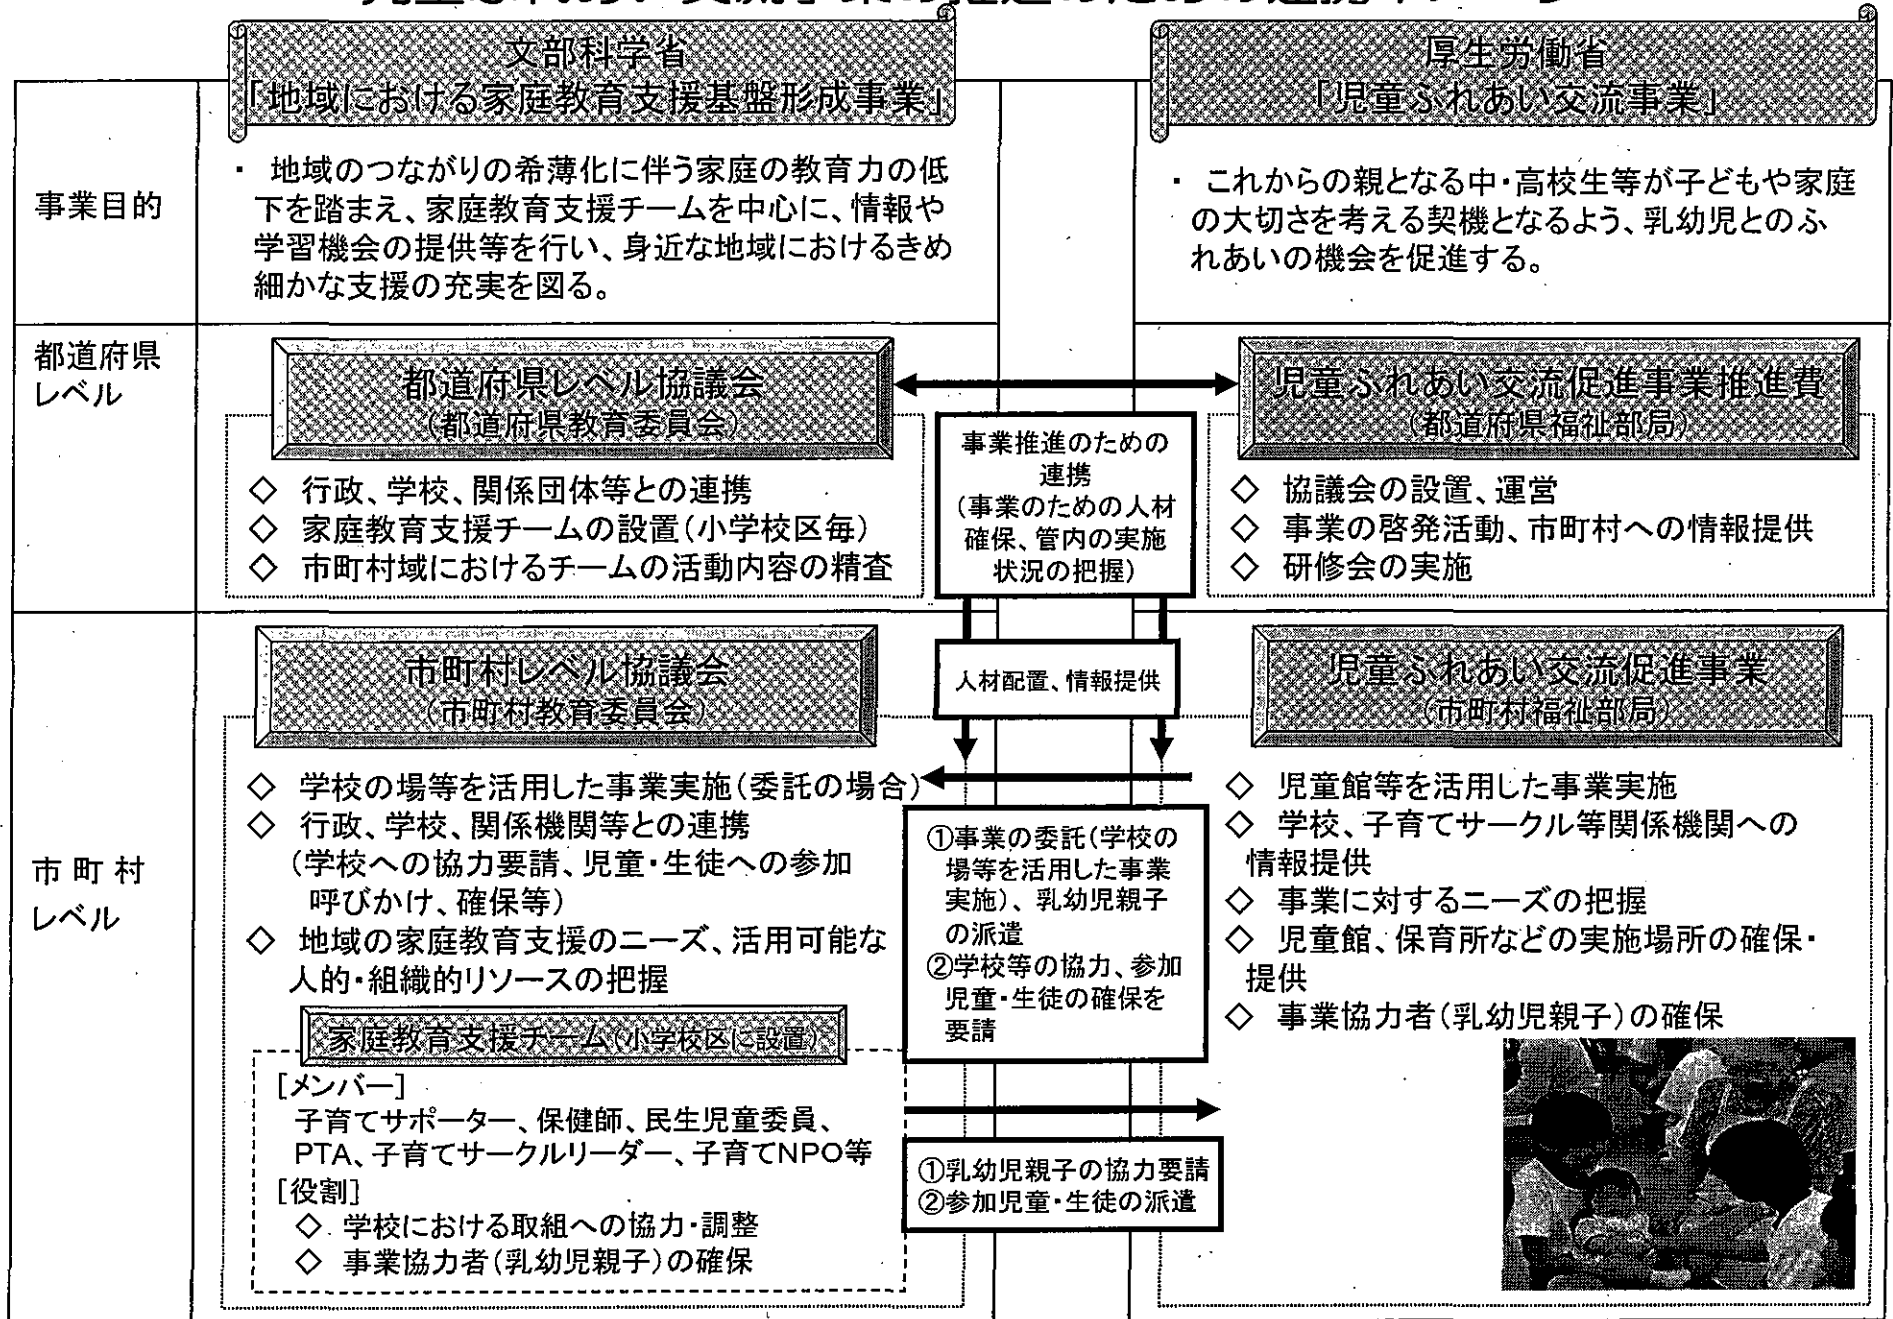 文部科学省
「地域における家庭教育支援基盤形成事業」
厚生労働省
「児童ふれあい交流事業」
事業目的
・ 地域のつながりの希薄化に伴う家庭の教育力の低
下を踏まえ、家庭教育支援チームを中心に、情報や
学習機会の提供等を行い、身近な地域におけるきめ
細かな支援の充実を図る。
・ これからの親となる中・高校生等が子どもや家庭
の大切さを考える契機となるよう、乳幼児とのふ
れあいの機会を促進する。
都道府県
レベル
都道府県レベル協議会
(都道府県教育委員会)
◇ 行政、学校、関係団体等との連携
◇ 家庭教育支援チームの設置(小学校区毎)
◇ 市町村域におけるチームの活動内容の精査
事業推進のための
連携
(事業のための人材
確保、管内の実施
状況の把握)
児童ふれあい交流促進事業推進費
(都道府県福祉部局)
◇ 協議会の設置、運営
◇ 事業の啓発活動、市町村への情報提供
◇ 研修会の実施
人材配置、情報提供
市町村
レベル
市町村レベル協議会
(市町村教育委員会)
◇ 学校の場等を活用した事業実施(委託の場合)
◇ 行政、学校、関係機関等との連携
(学校への協力要請、児童・生徒への参加
呼びかけ、確保等)
◇ 地域の家庭教育支援のニーズ、活用可能な
人的・組織的リソースの把握
家庭教育支援チーム(小学校区に設置)
[メンバー]
子育てサポーター、保健師、民生児童委員、
PTA、子育てサークルリーダー、子育てNPO等
[役割]
◇ 学校における取組への協力・調整
◇ 事業協力者(乳幼児親子)の確保
①事業の委託(学校の
場等を活用した事業
実施)、乳幼児親子
の派遣
②学校等の協力、参加
児童・生徒の確保を
要請
①乳幼児親子の協力要請
②参加児童・生徒の派遣
児童ふれあい交流促進事業
(市町村福祉部局)
◇ 児童館等を活用した事業実施
◇ 学校、子育てサークル等関係機関への
情報提供
◇ 事業に対するニーズの把握
◇ 児童館、保育所などの実施場所の確保・
提供
◇ 事業協力者(乳幼児親子)の確保